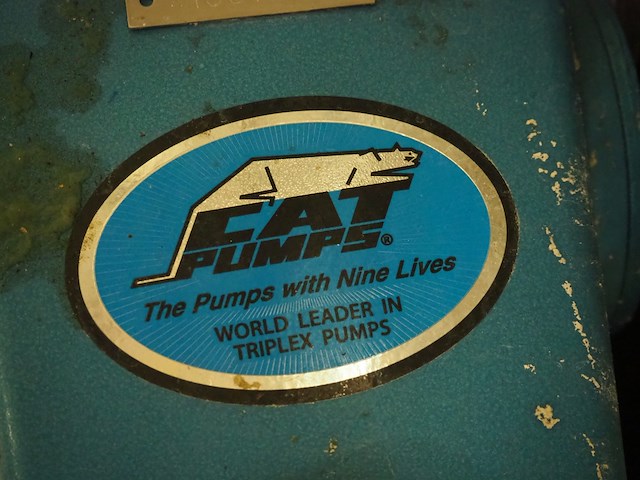 CAT
PUMPS®
The Pumps with Nine Lives
WORLD LEADER IN
TRIPLEX PUMPS